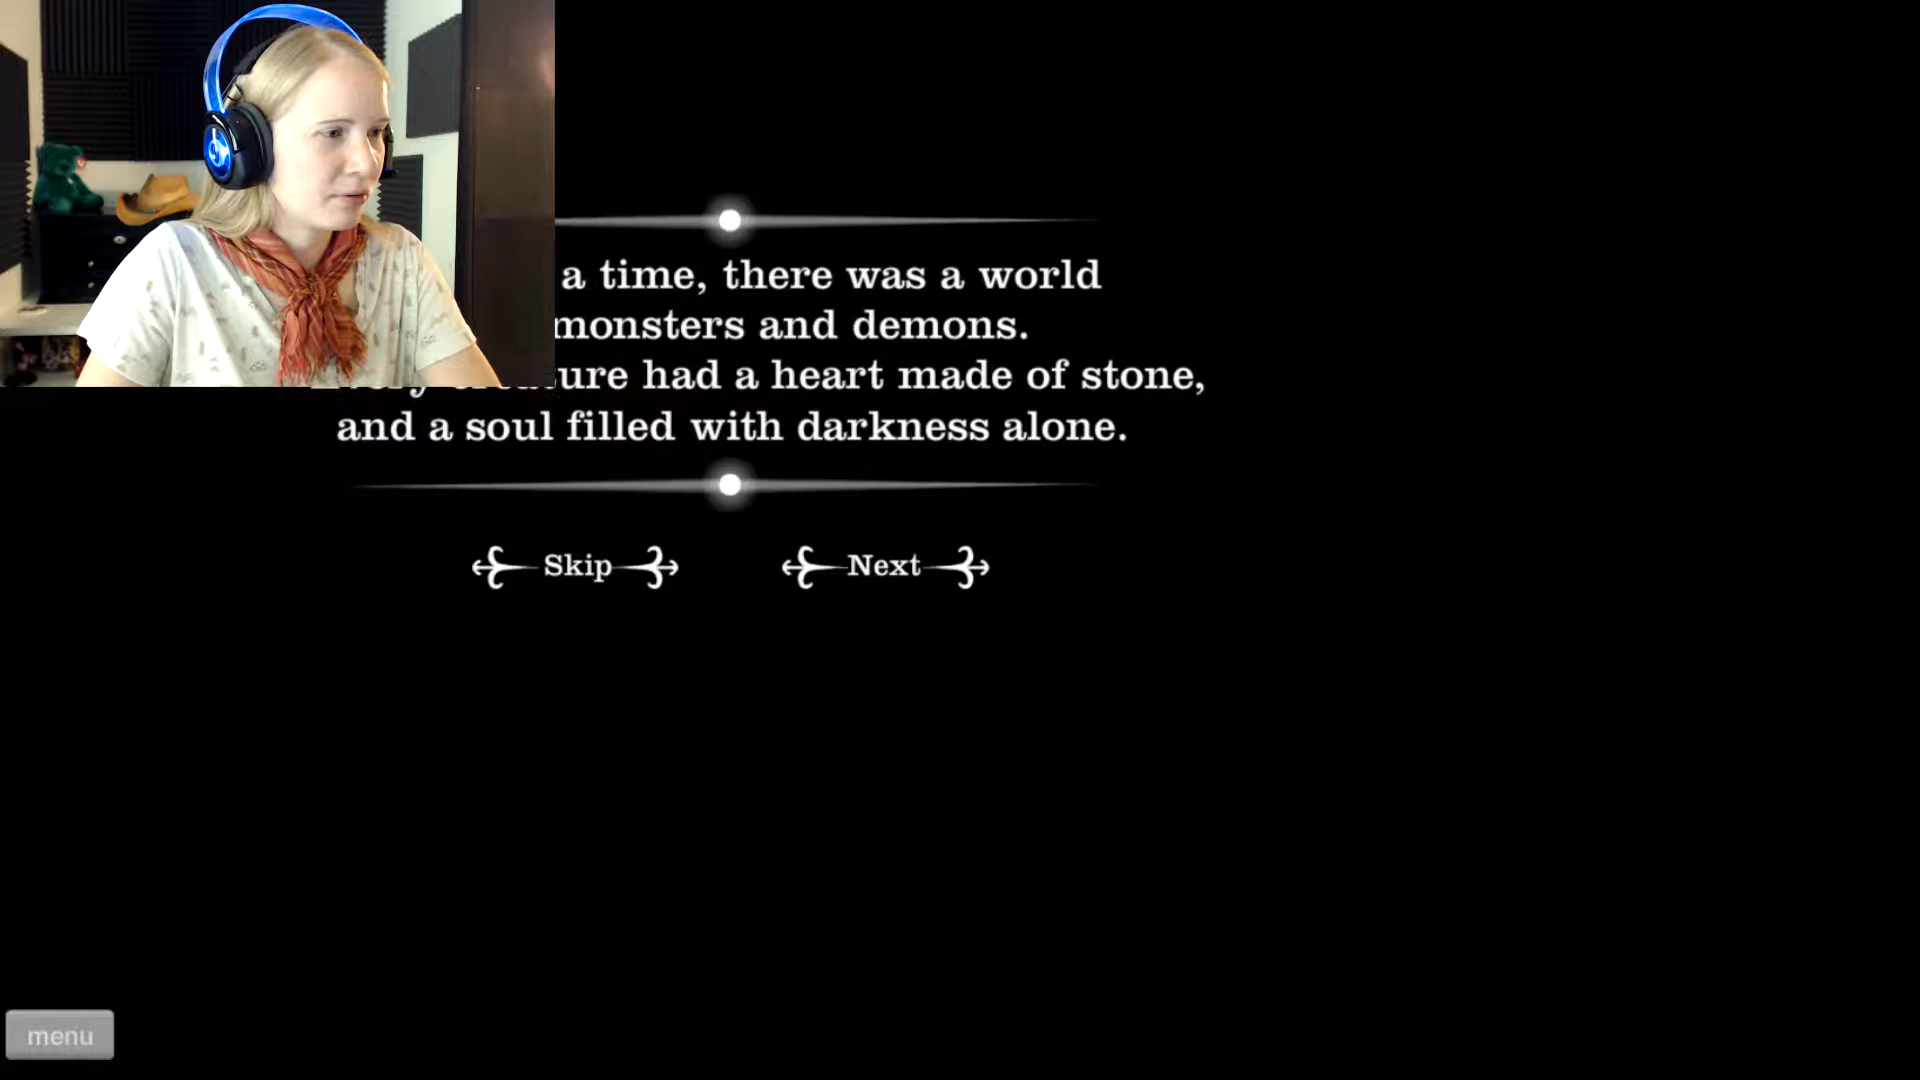 a time, there was a world
monsters and demons.
had a heart made of stone,
and a soul filled with darkness alone.
Skip
Next
menu